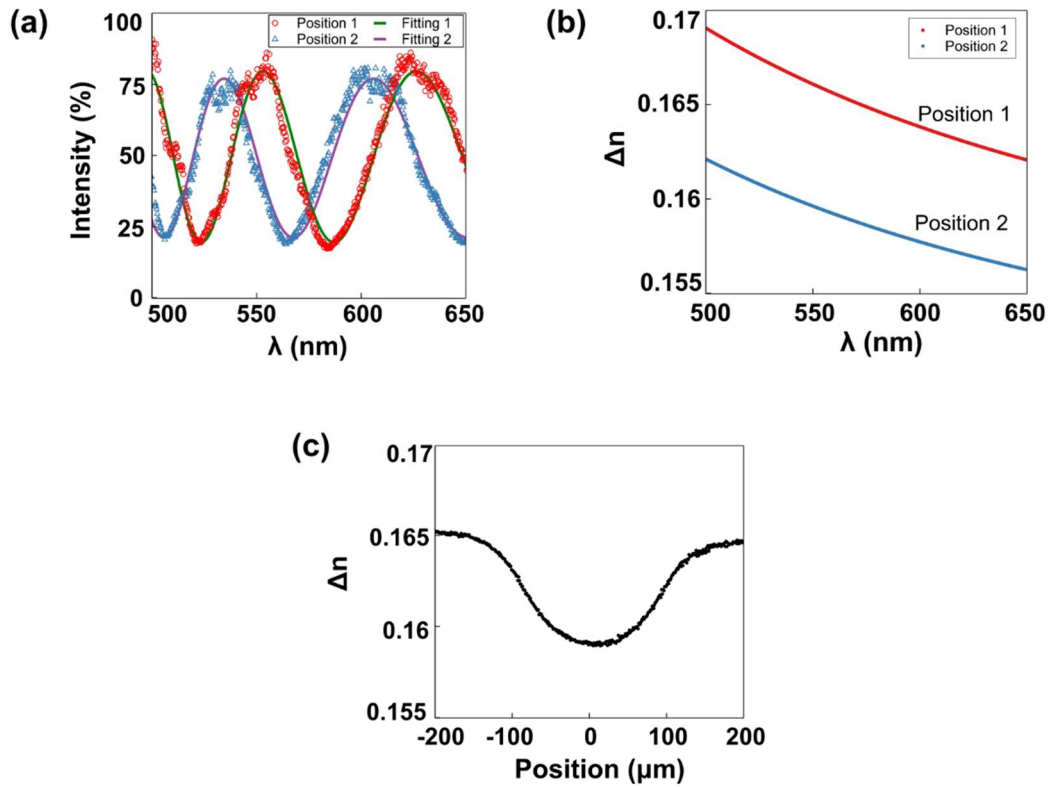 (a)
Position 1 Fitting 1
Position 2 Fitting 2
100
75
50
25
0
Intensity (%)
500 550 600 650
λ (nm)
(b)
Position 1
Position 2
0.17
0.165
0.16
0.155
Δn
Position 1
Position 2
500 550 600 650
λ (nm)
(c)
0.17
0.165
0.16
0.155
Δn
-200 -100 0 100 200
Position (μm)